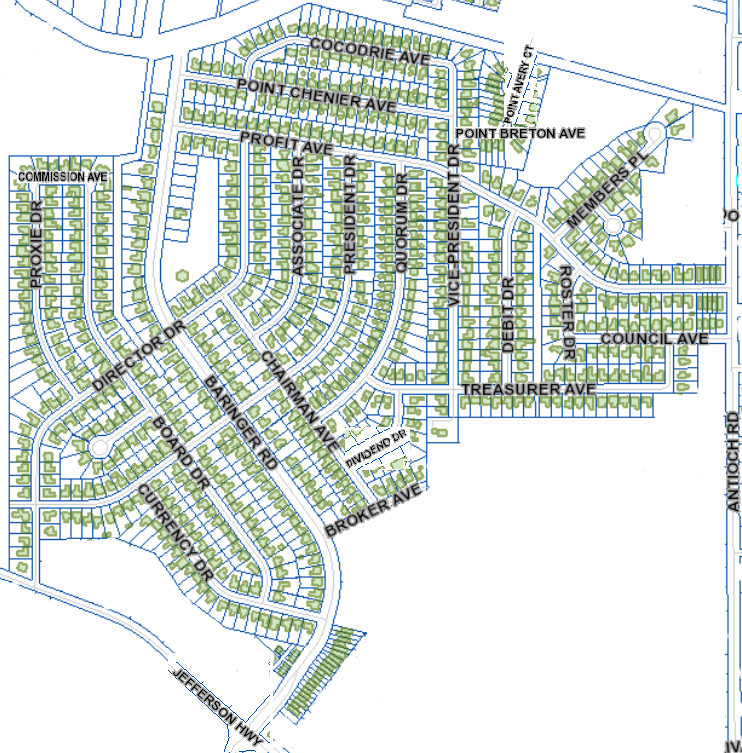 COCODRIE AVE
POINT CHENIER AVE
POINT AVERY CT
POINT BRETON AVE
PROFIT AVE
COMMISSION AVE
PROXIE DR
ASSOCIATE DR
PRESIDENT DR
QUORUM DR
VICE-PRESIDENT DR
MEMBERS PL
DEBIT DR
ROSTER DR
COUNCIL AVE
DIRECTOR DR
CHAIRMAN AVE
BARINGER RD
TREASURER AVE
BOARD DR
DIVIDEND DR
BROKER AVE
CURRENCY DR
ANTIOCH RD
JEFFERSON HWY